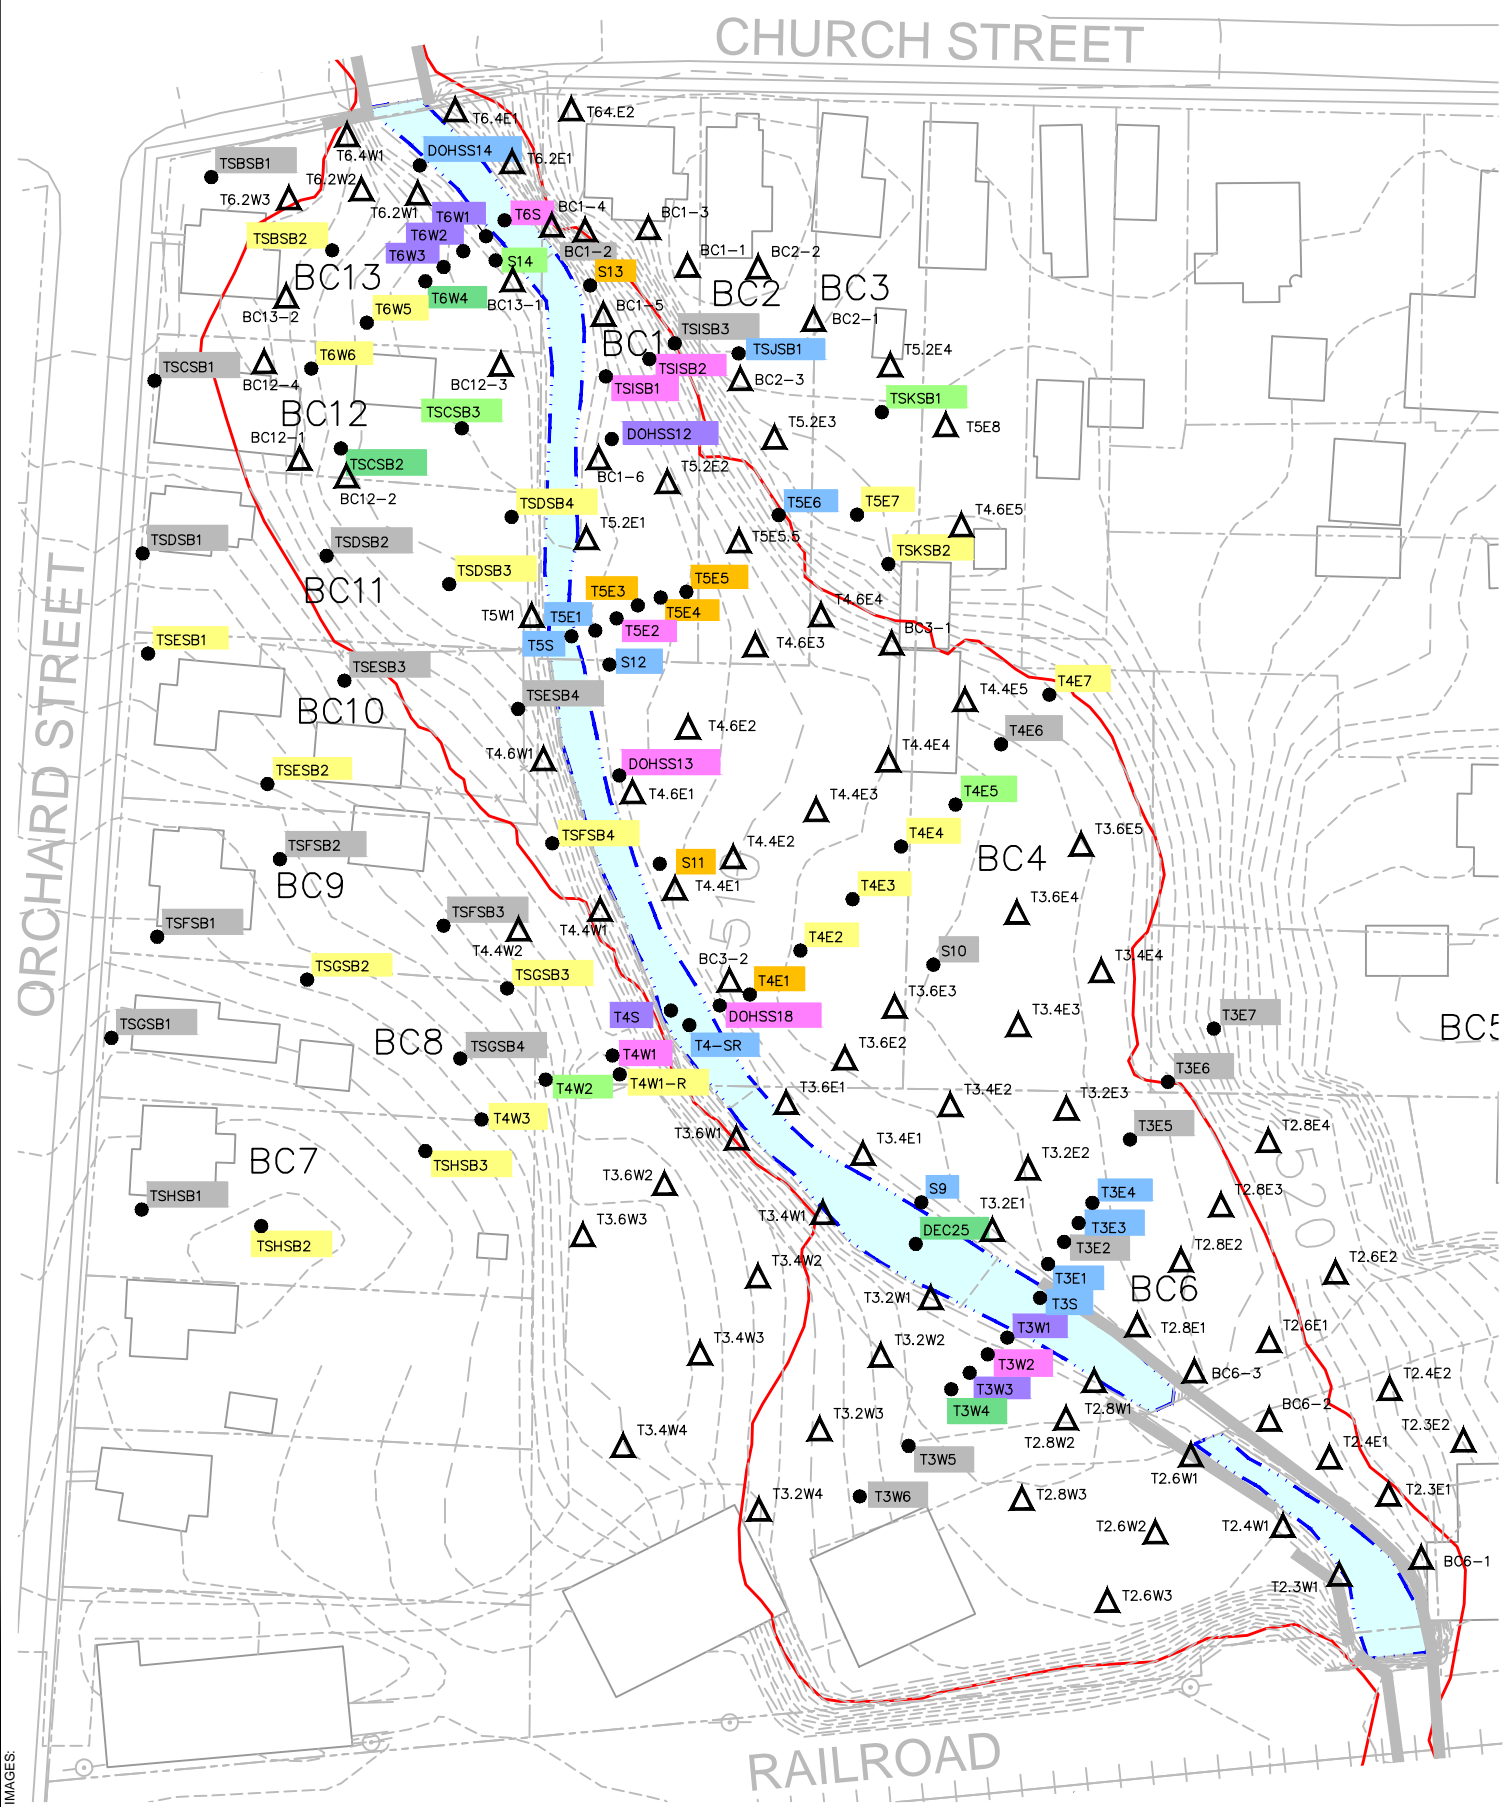 CHURCH STREET
T6.4E1
T64.E2
T6.4W1
DOHSS14
TSBSB1
T6.2E1
T6.2W2
T6.2W3
T6.2W1
T6W1
T6S
BC1-4
BC1-3
TSBSB2
T6W2
T6W3
BC1-2
BC1-1
BC2-2
S14
S13
BC13
T6W4
BC13-1
BC2
BC3
BC13-2
T6W5
BC1-5
BC2-1
BC1
TSISB3
T6W6
TSJSB1
T5.2E4
TSCSB1
TSISB2
BC12-4
BC12-3
TSISB1
BC2-3
TSKSB1
BC12
TSCSB3
T5E8
BC12-1
DOHSS12
T5.2E3
TSCSB2
BC1-6
T5.2E2
BC12-2
TSDSB4
T5E6
T5E7
T5.2E1
T4.6E5
TSDSB1
TSDSB2
T5E5.5
TSKSB2
TSDSB3
BC11
T5E5
T5E3
T5E4
T4.6E4
T5W1
T5E1
T5E2
BC3-1
TSESB1
T5S
T4.6E3
S12
TSESB3
T4E7
TSESB4
T4.4E5
BC10
T4.6E2
T4E6
T4.6W1
DOHSS13
T4.4E4
TSESB2
T4.6E1
T4E5
T4.4E3
ORCHARD STREET
TSFSB4
T4E4
T3.6E5
TSFSB2
T4.4E2
BC4
S11
BC9
T4.4E1
T4E3
T3.6E4
TSFSB3
TSFSB1
T4.4W1
T4.4W2
510
T4E2
S10
T3.4E4
TSGSB2
TSGSB3
BC3-2
T4E1
T3.6E3
T3.4E3
TSGSB1
T4S
DOHSS18
T3E7
BC5
BC8
TSGSB4
T4-SR
T4W1
T3.6E2
T3E6
T4W2
T4W1-R
T3.6E1
T3.4E2
T3.2E3
T4W3
T3E5
T2.8E4
T3.6W1
T3.4E1
BC7
TSHSB3
T3.2E2
T3.6W2
TSHSB1
S9
T3E4
T2.8E3
520
T3.6W3
T3.4W1
T3.2E1
T3E3
DEC25
TSHSB2
T3E2
T2.8E2
T3.4W2
T3E1
T2.6E2
BC6
T3.2W1
T3S
T3W1
T2.8E1
T2.6E1
T3.4W3
T3.2W2
T3W2
BC6-3
T2.4E2
T3W3
T3W4
T2.8W1
BC6-2
T3.2W3
T2.3E2
T3.4W4
T2.8W2
T2.4E1
T3W5
T2.6W1
T3W6
T2.8W3
T2.3E1
T3.2W4
T2.6W2
T2.4W1
BC6-1
T2.3W1
T2.6W3
RAILROAD
IMAGES: